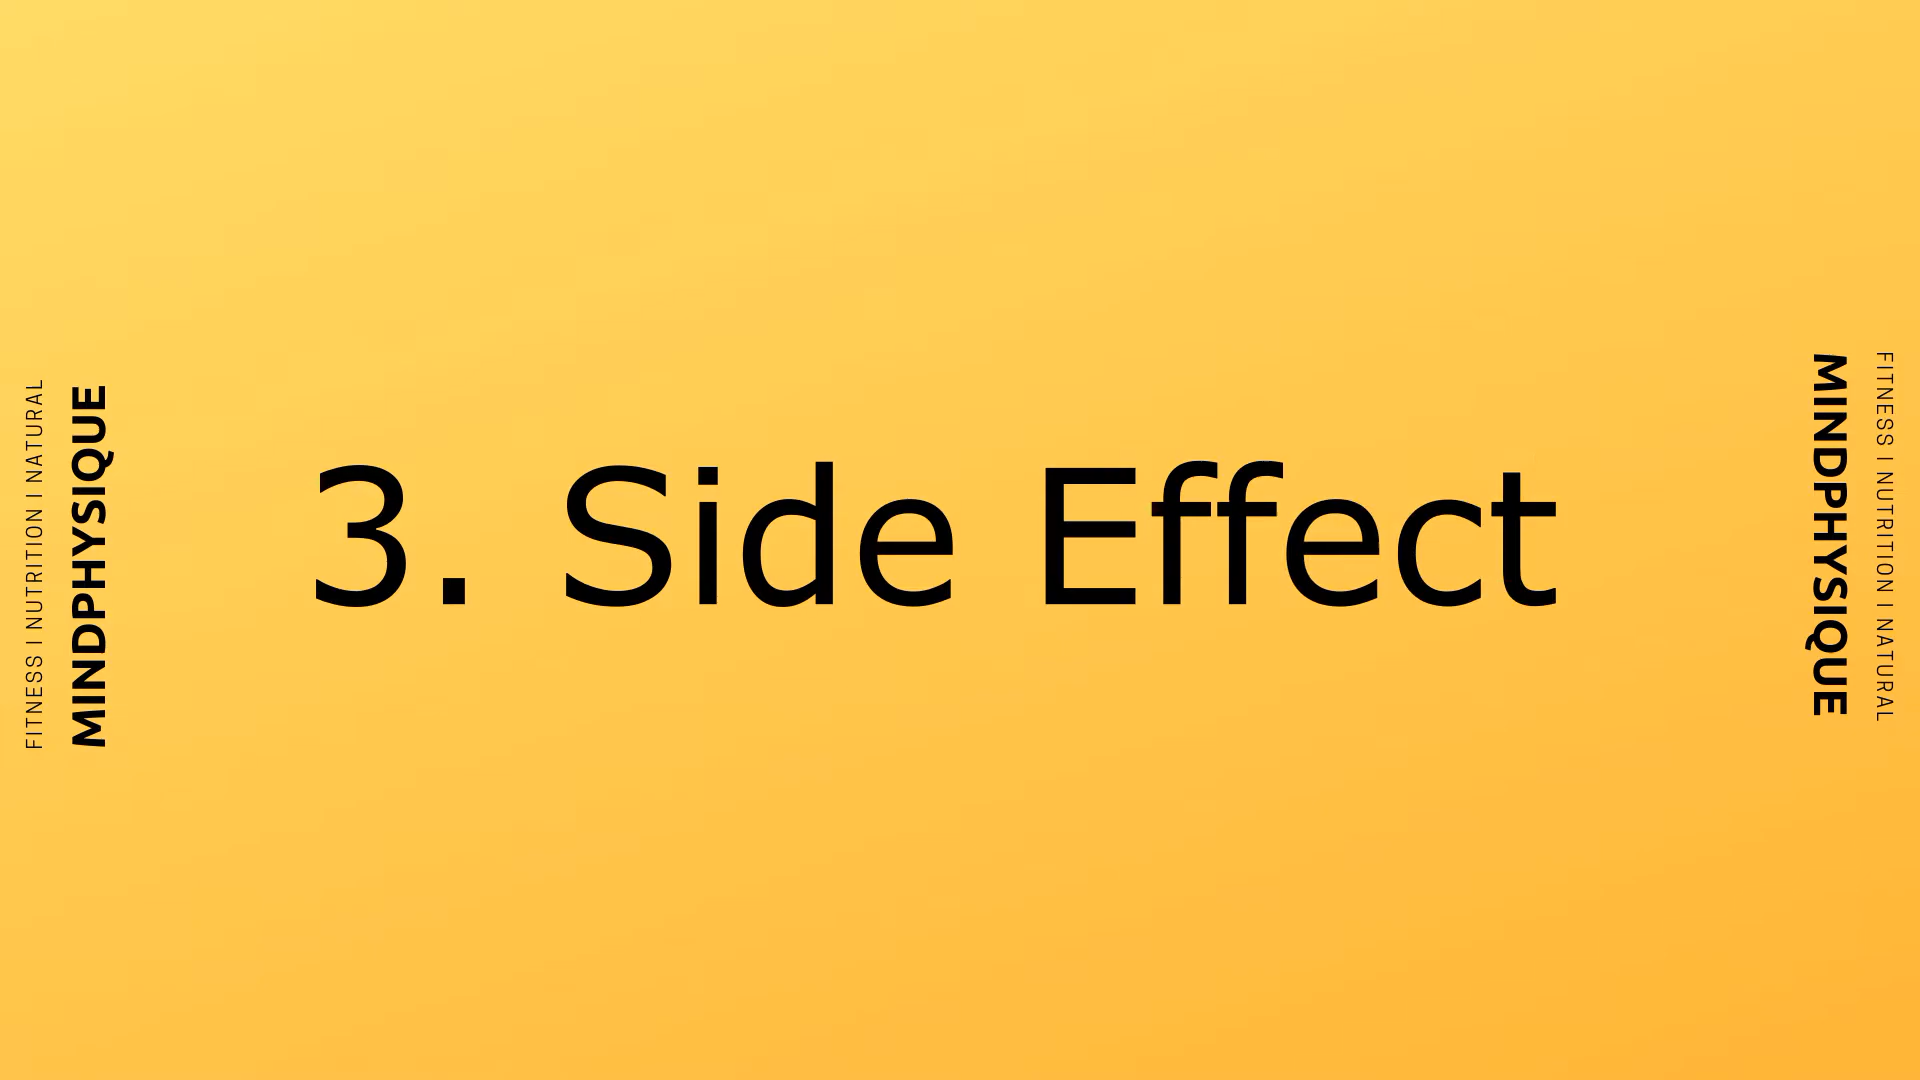 FITNESS I NUTRITION I NATURAL
MINDPHYSIQUE
3. Side Effect
MINDPHYSIQUE
FITNESS I NUTRITION I NATURAL